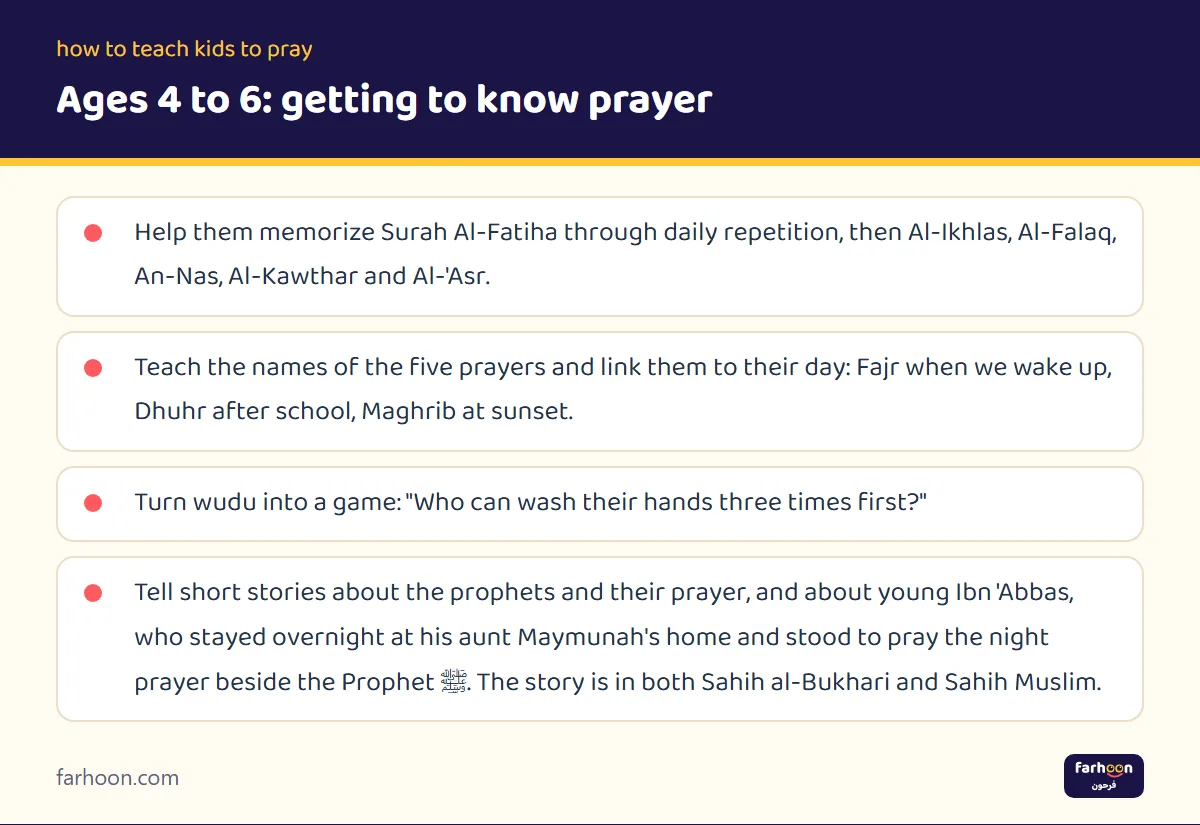 how to teach kids to pray
Ages 4 to 6: getting to know prayer
Help them memorize Surah Al-Fatiha through daily repetition, then Al-Ikhlas, Al-Falaq,
An-Nas, Al-Kawthar and Al-'Asr.
Teach the names of the five prayers and link them to their day: Fajr when we wake up,
Dhuhr after school, Maghrib at sunset.
Turn wudu into a game: "Who can wash their hands three times first?"
Tell short stories about the prophets and their prayer, and about young Ibn 'Abbas,
who stayed overnight at his aunt Maymunah's home and stood to pray the night
prayer beside the Prophet ﷺ. The story is in both Sahih al-Bukhari and Sahih Muslim.
farhoon.com
farhoon
فرحون